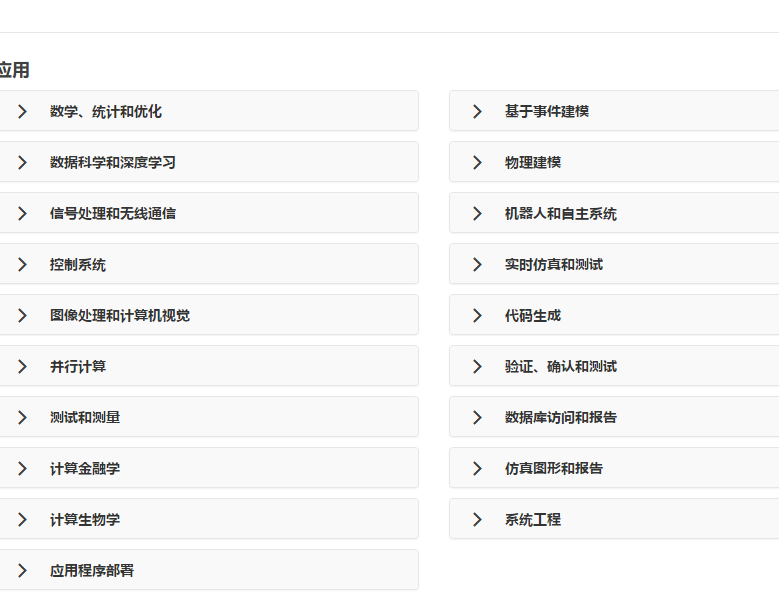 应用
数学、统计和优化
数据科学和深度学习
信号处理和无线通信
控制系统
图像处理和计算机视觉
并行计算
测试和测量
计算金融学
计算生物学
应用程序部署
基于事件建模
物理建模
机器人和自主系统
实时仿真和测试
代码生成
验证、确认和测试
数据库访问和报告
仿真图形和报告
系统工程